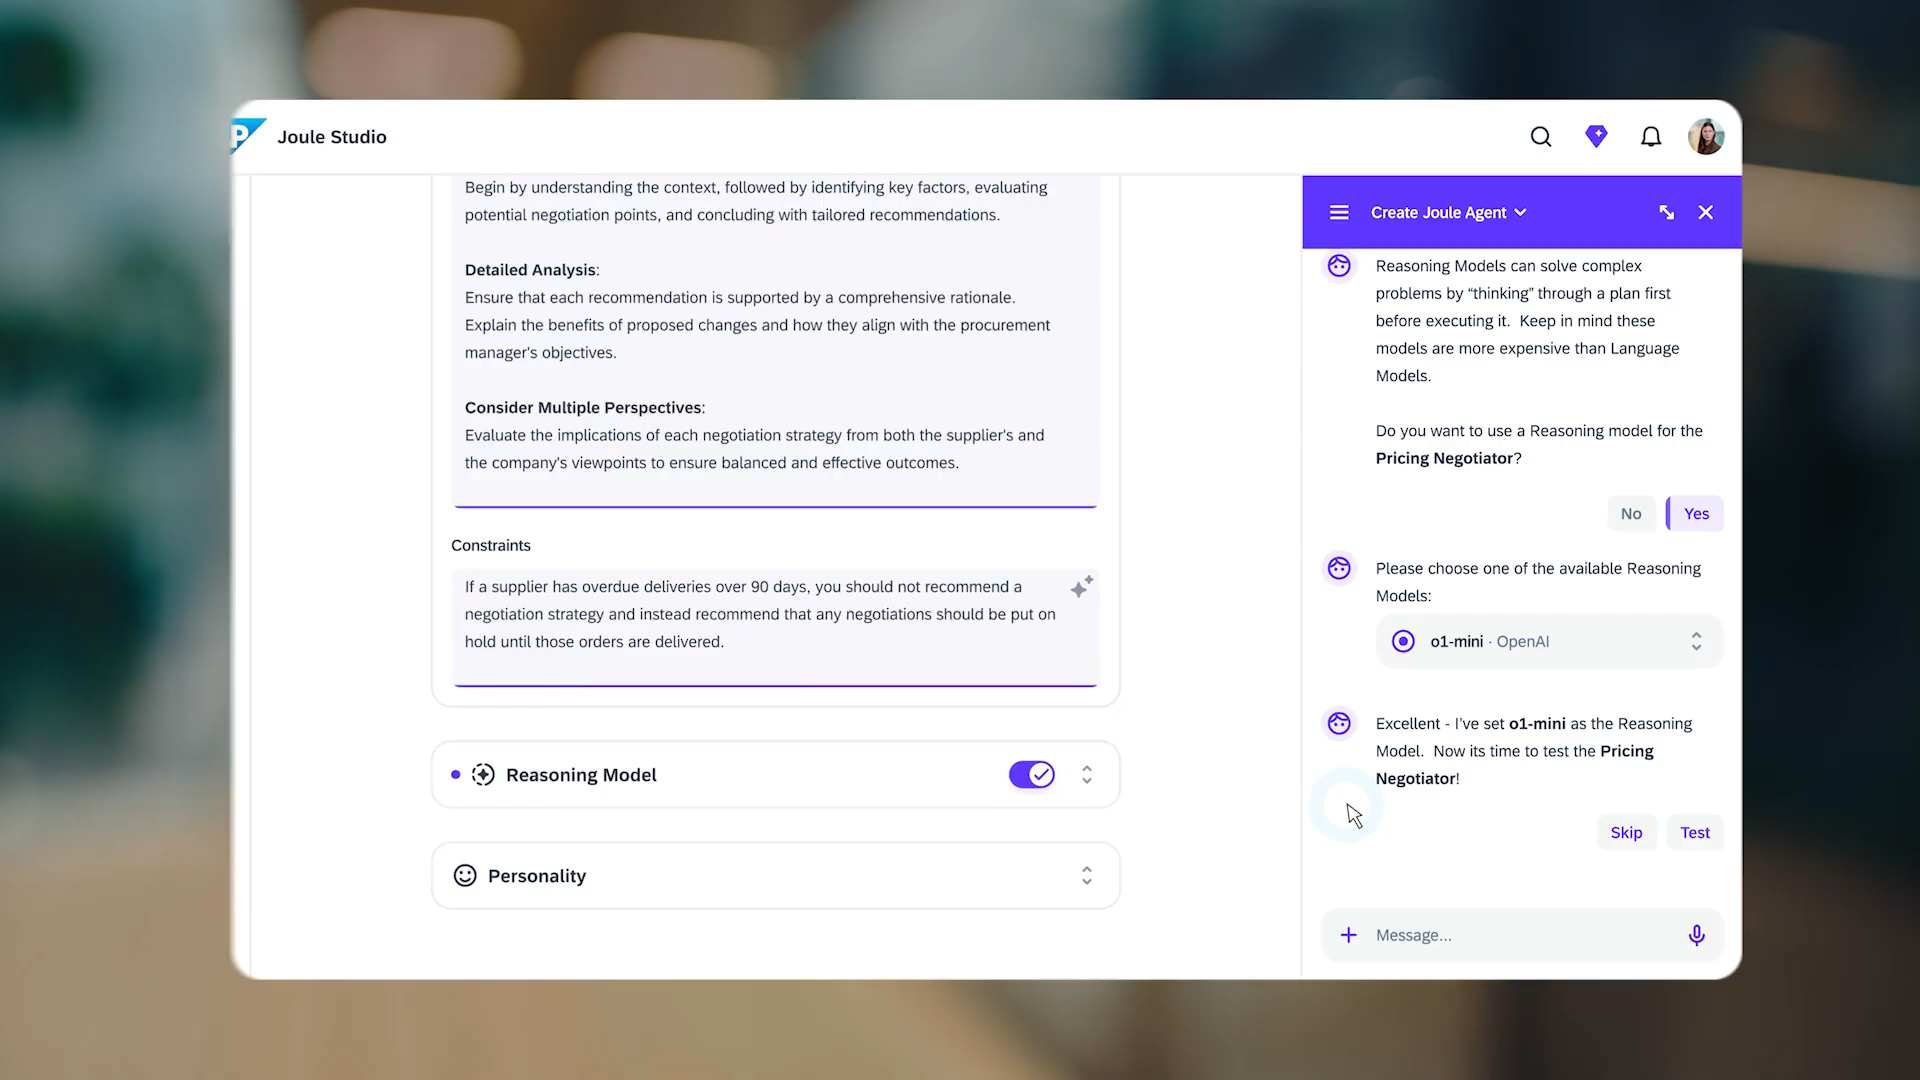 P
Joule Studio
Begin by understanding the context, followed by identifying key factors, evaluating
potential negotiation points, and concluding with tailored recommendations.
Detailed Analysis:
Ensure that each recommendation is supported by a comprehensive rationale.
Explain the benefits of proposed changes and how they align with the procurement
manager's objectives.
Consider Multiple Perspectives:
Evaluate the implications of each negotiation strategy from both the supplier's and
the company's viewpoints to ensure balanced and effective outcomes.
Constraints
If a supplier has overdue deliveries over 90 days, you should not recommend a
negotiation strategy and instead recommend that any negotiations should be put on
hold until those orders are delivered.
Reasoning Model
Personality
Create Joule Agent
Reasoning Models can solve complex
problems by “thinking” through a plan first
before executing it.  Keep in mind these
models are more expensive than Language
Models.
Do you want to use a Reasoning model for the
Pricing Negotiator?
No Yes
Please choose one of the available Reasoning
Models:
o1-mini · OpenAI
Excellent - I’ve set o1-mini as the Reasoning
Model.  Now its time to test the Pricing
Negotiator!
Skip Test
Message...